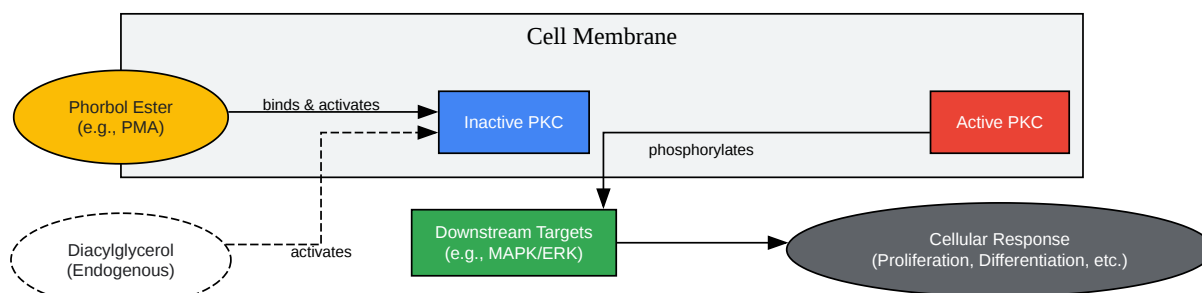 Cell Membrane
Phorbol Ester
(e.g., PMA)
binds & activates
Inactive PKC
Active PKC
phosphorylates
Diacylglycerol
(Endogenous)
activates
Downstream Targets
(e.g., MAPK/ERK)
Cellular Response
(Proliferation, Differentiation, etc.)